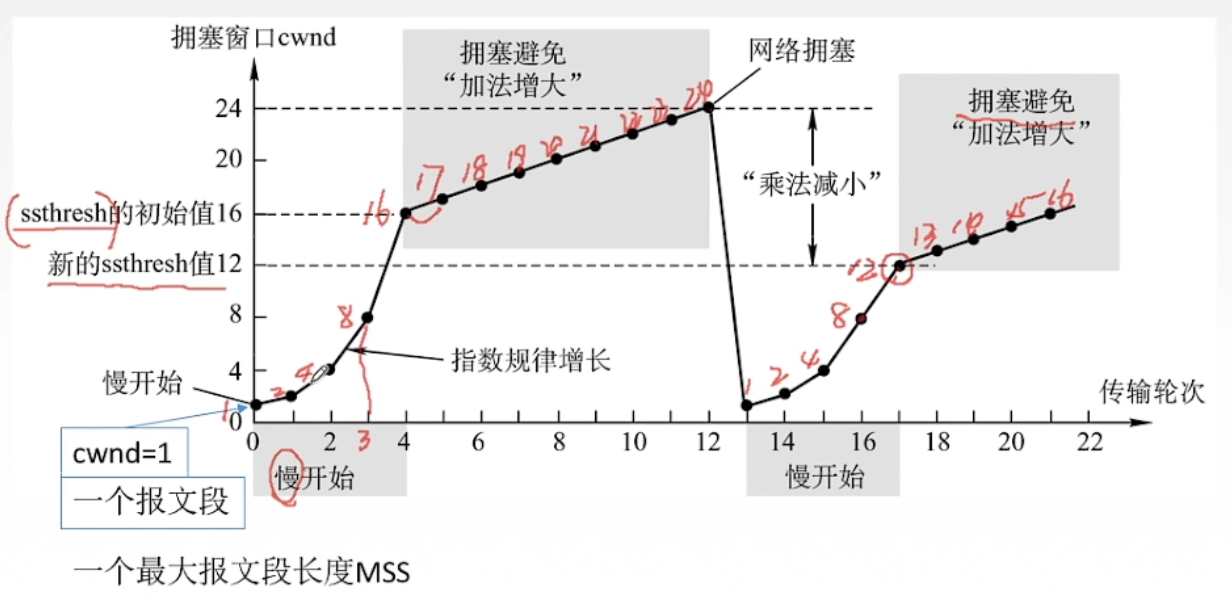 拥塞窗口cwnd
拥塞避免
“加法增大”
网络拥塞
拥塞避免
“加法增大”
“乘法减小”
24
20
ssthresh的初始值16
新的ssthresh值12
8
4
0
16
17
18
19
20
21
22
23
24
12
13
14
15
16
8
4
2
1
8
4
2
1
指数规律增长
慢开始
传输轮次
0 2 3 4 6 8 10 12 14 16 18 20 22
cwnd=1
一个报文段
慢开始
慢开始
一个最大报文段长度MSS